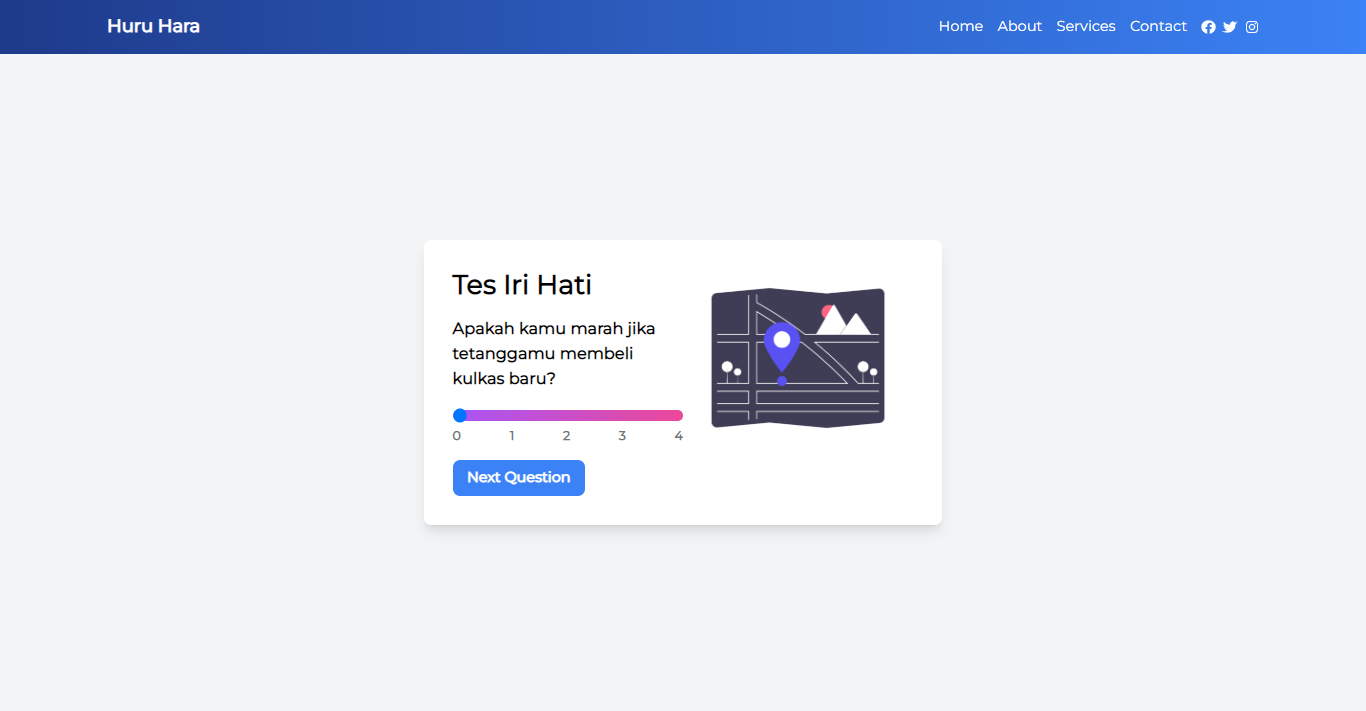 Huru Hara
Home About Services Contact
Tes Iri Hati
Apakah kamu marah jika
tetanggamu membeli
kulkas baru?
0 1 2 3 4
Next Question